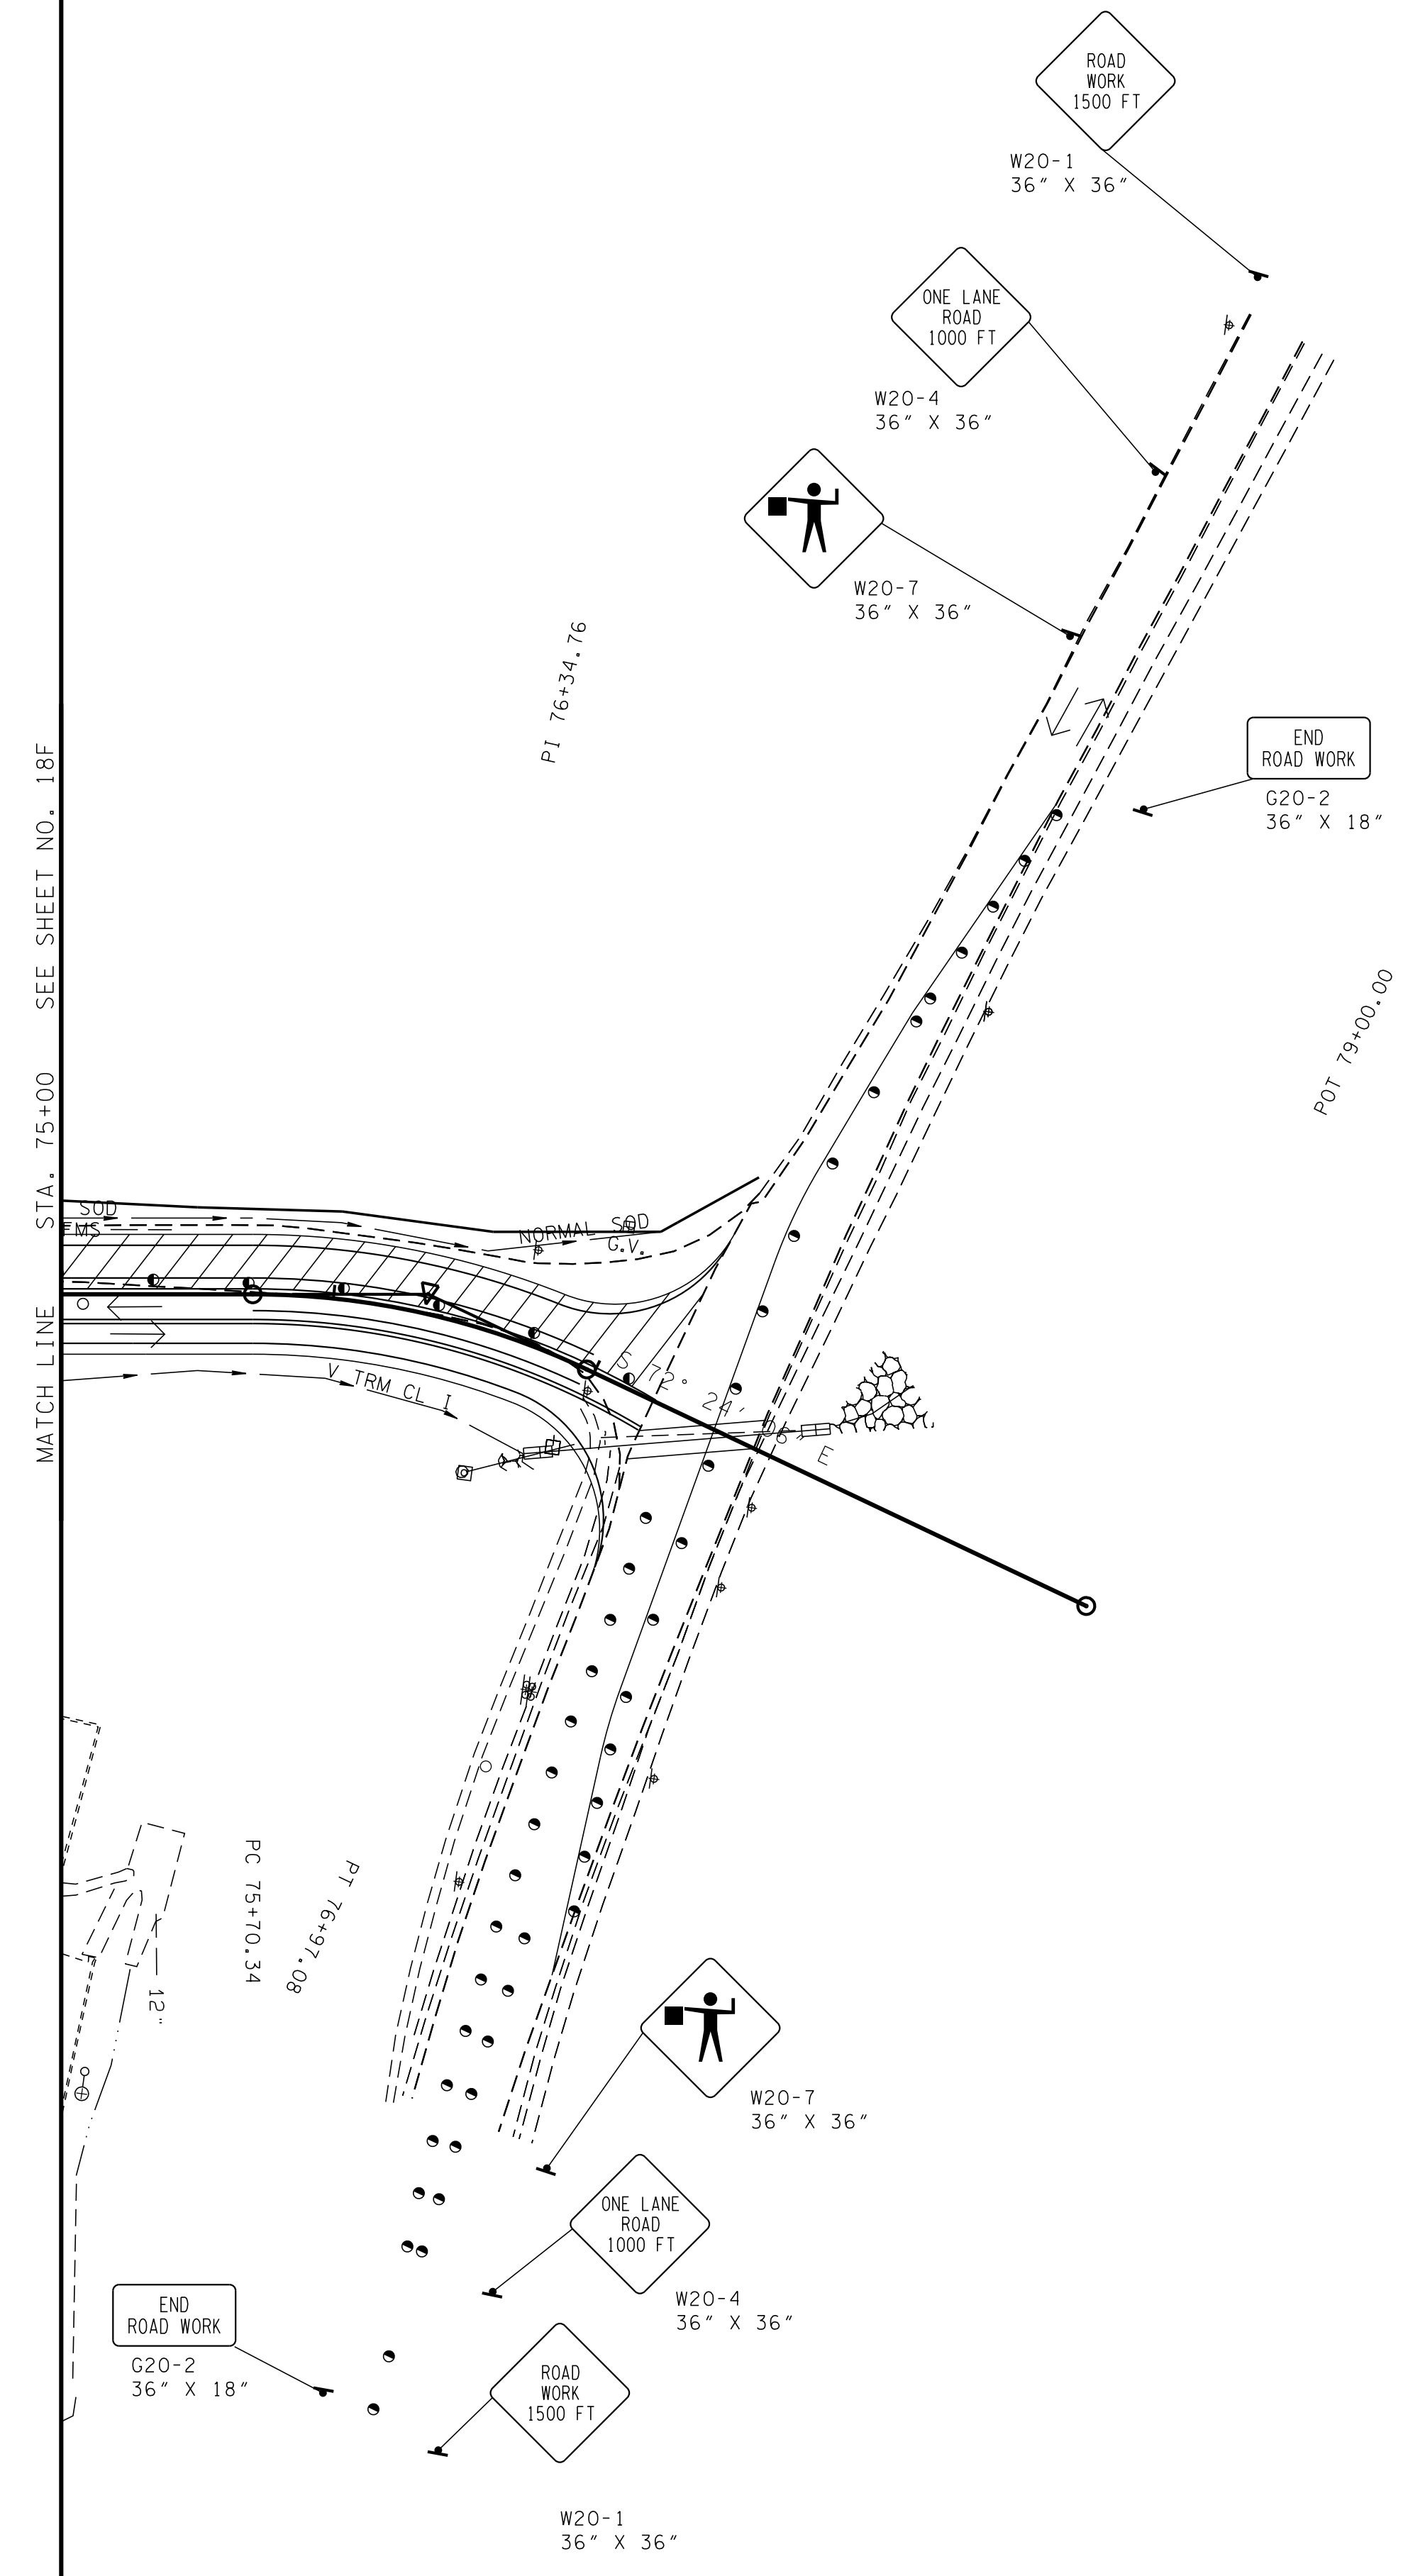 ROAD
WORK
1500 FT
W20-1
36" X 36"
ONE LANE
ROAD
1000 FT
W20-4
36" X 36"
W20-7
36" X 36"
PI 76+34.76
END
ROAD WORK
G20-2
36" X 18"
MATCH LINE STA. 75+00 SEE SHEET NO. 18F
POT 79+00.00
SOD
FMS
NORMAL SOD
G.V.
V TRM CL I
S 72° 24' 06" E
PC 75+70.34
PT 76+97.08
12"
W20-7
36" X 36"
ONE LANE
ROAD
1000 FT
W20-4
36" X 36"
END
ROAD WORK
G20-2
36" X 18"
ROAD
WORK
1500 FT
W20-1
36" X 36"